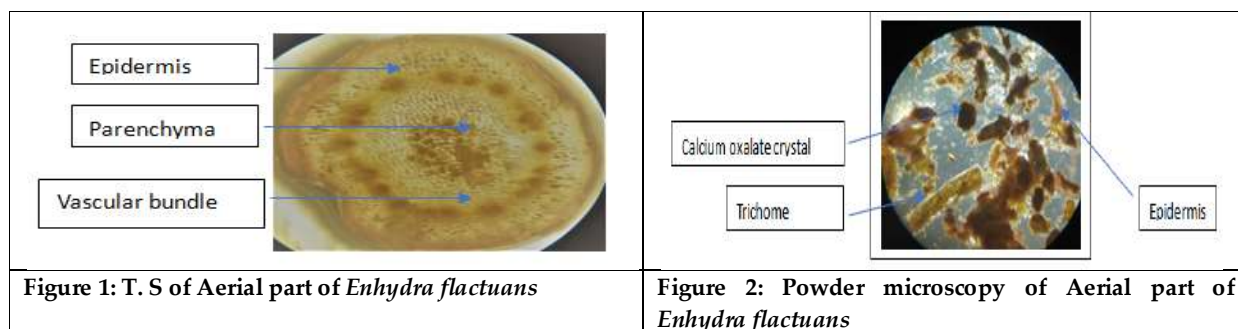 Epidermis
Parenchyma
Vascular bundle
Calcium oxalate crystal
Trichome
Epidermis
Figure 1: T. S of Aerial part of Enhydra flactuans
Figure 2: Powder microscopy of Aerial part of
Enhydra flactuans